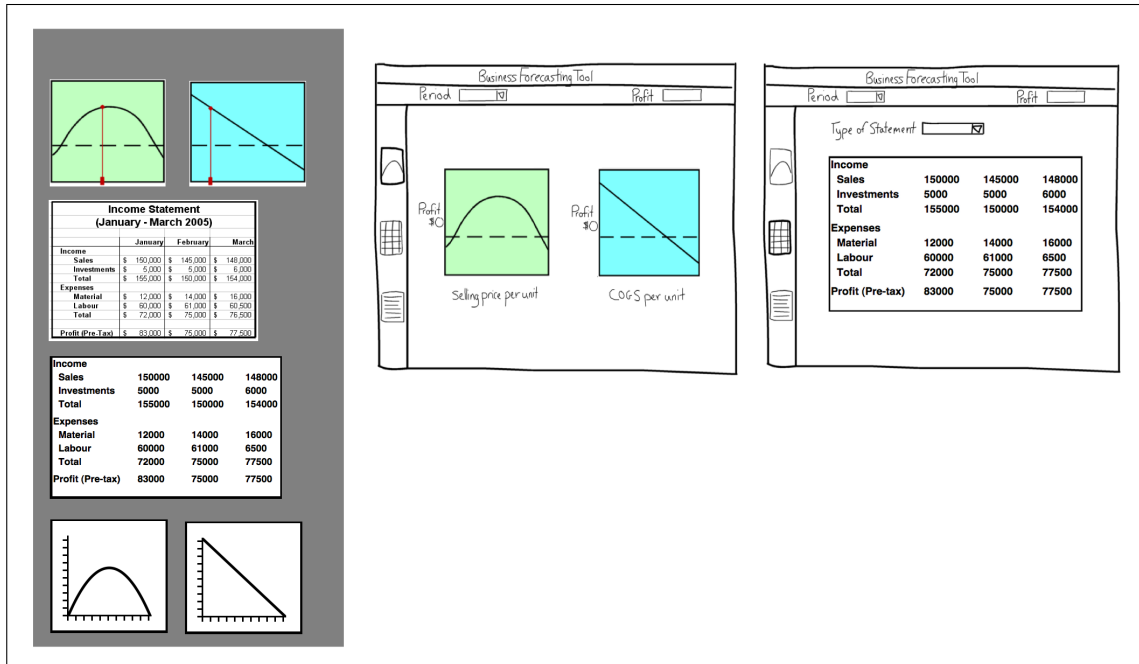 Income Statement
(January - March 2005)
January February March
Income
Sales $ 150,000 $ 145,000 $ 148,000
Investments $ 5,000 $ 5,000 $ 6,000
Total $ 155,000 $ 150,000 $ 154,000
Expenses
Material $ 12,000 $ 14,000 $ 16,000
Labour $ 60,000 $ 61,000 $ 60,500
Total $ 72,000 $ 75,000 $ 76,500
Profit (Pre-Tax) $ 83,000 $ 75,000 $ 77,500
Income
Sales 150000 145000 148000
Investments 5000 5000 6000
Total 155000 150000 154000
Expenses
Material 12000 14000 16000
Labour 60000 61000 6500
Total 72000 75000 77500
Profit (Pre-tax) 83000 75000 77500
Business Forecasting Tool
Period Profit
Profit
$0
Profit
$0
Selling price per unit
COGS per unit
Business Forecasting Tool
Period Profit
Type of Statement
Income
Sales 150000 145000 148000
Investments 5000 5000 6000
Total 155000 150000 154000
Expenses
Material 12000 14000 16000
Labour 60000 61000 6500
Total 72000 75000 77500
Profit (Pre-tax) 83000 75000 77500